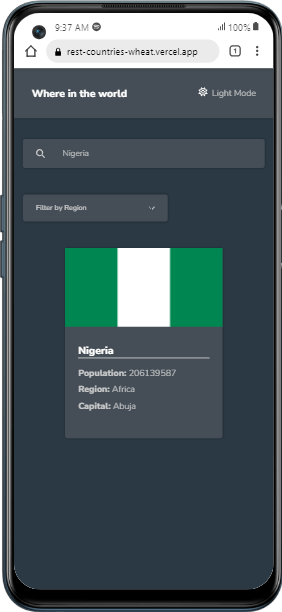 9:37 AM
100%
rest-countries-wheat.vercel.app
1
Where in the world
Light Mode
Nigeria
Filter by Region
Nigeria
Population: 206139587
Region: Africa
Capital: Abuja